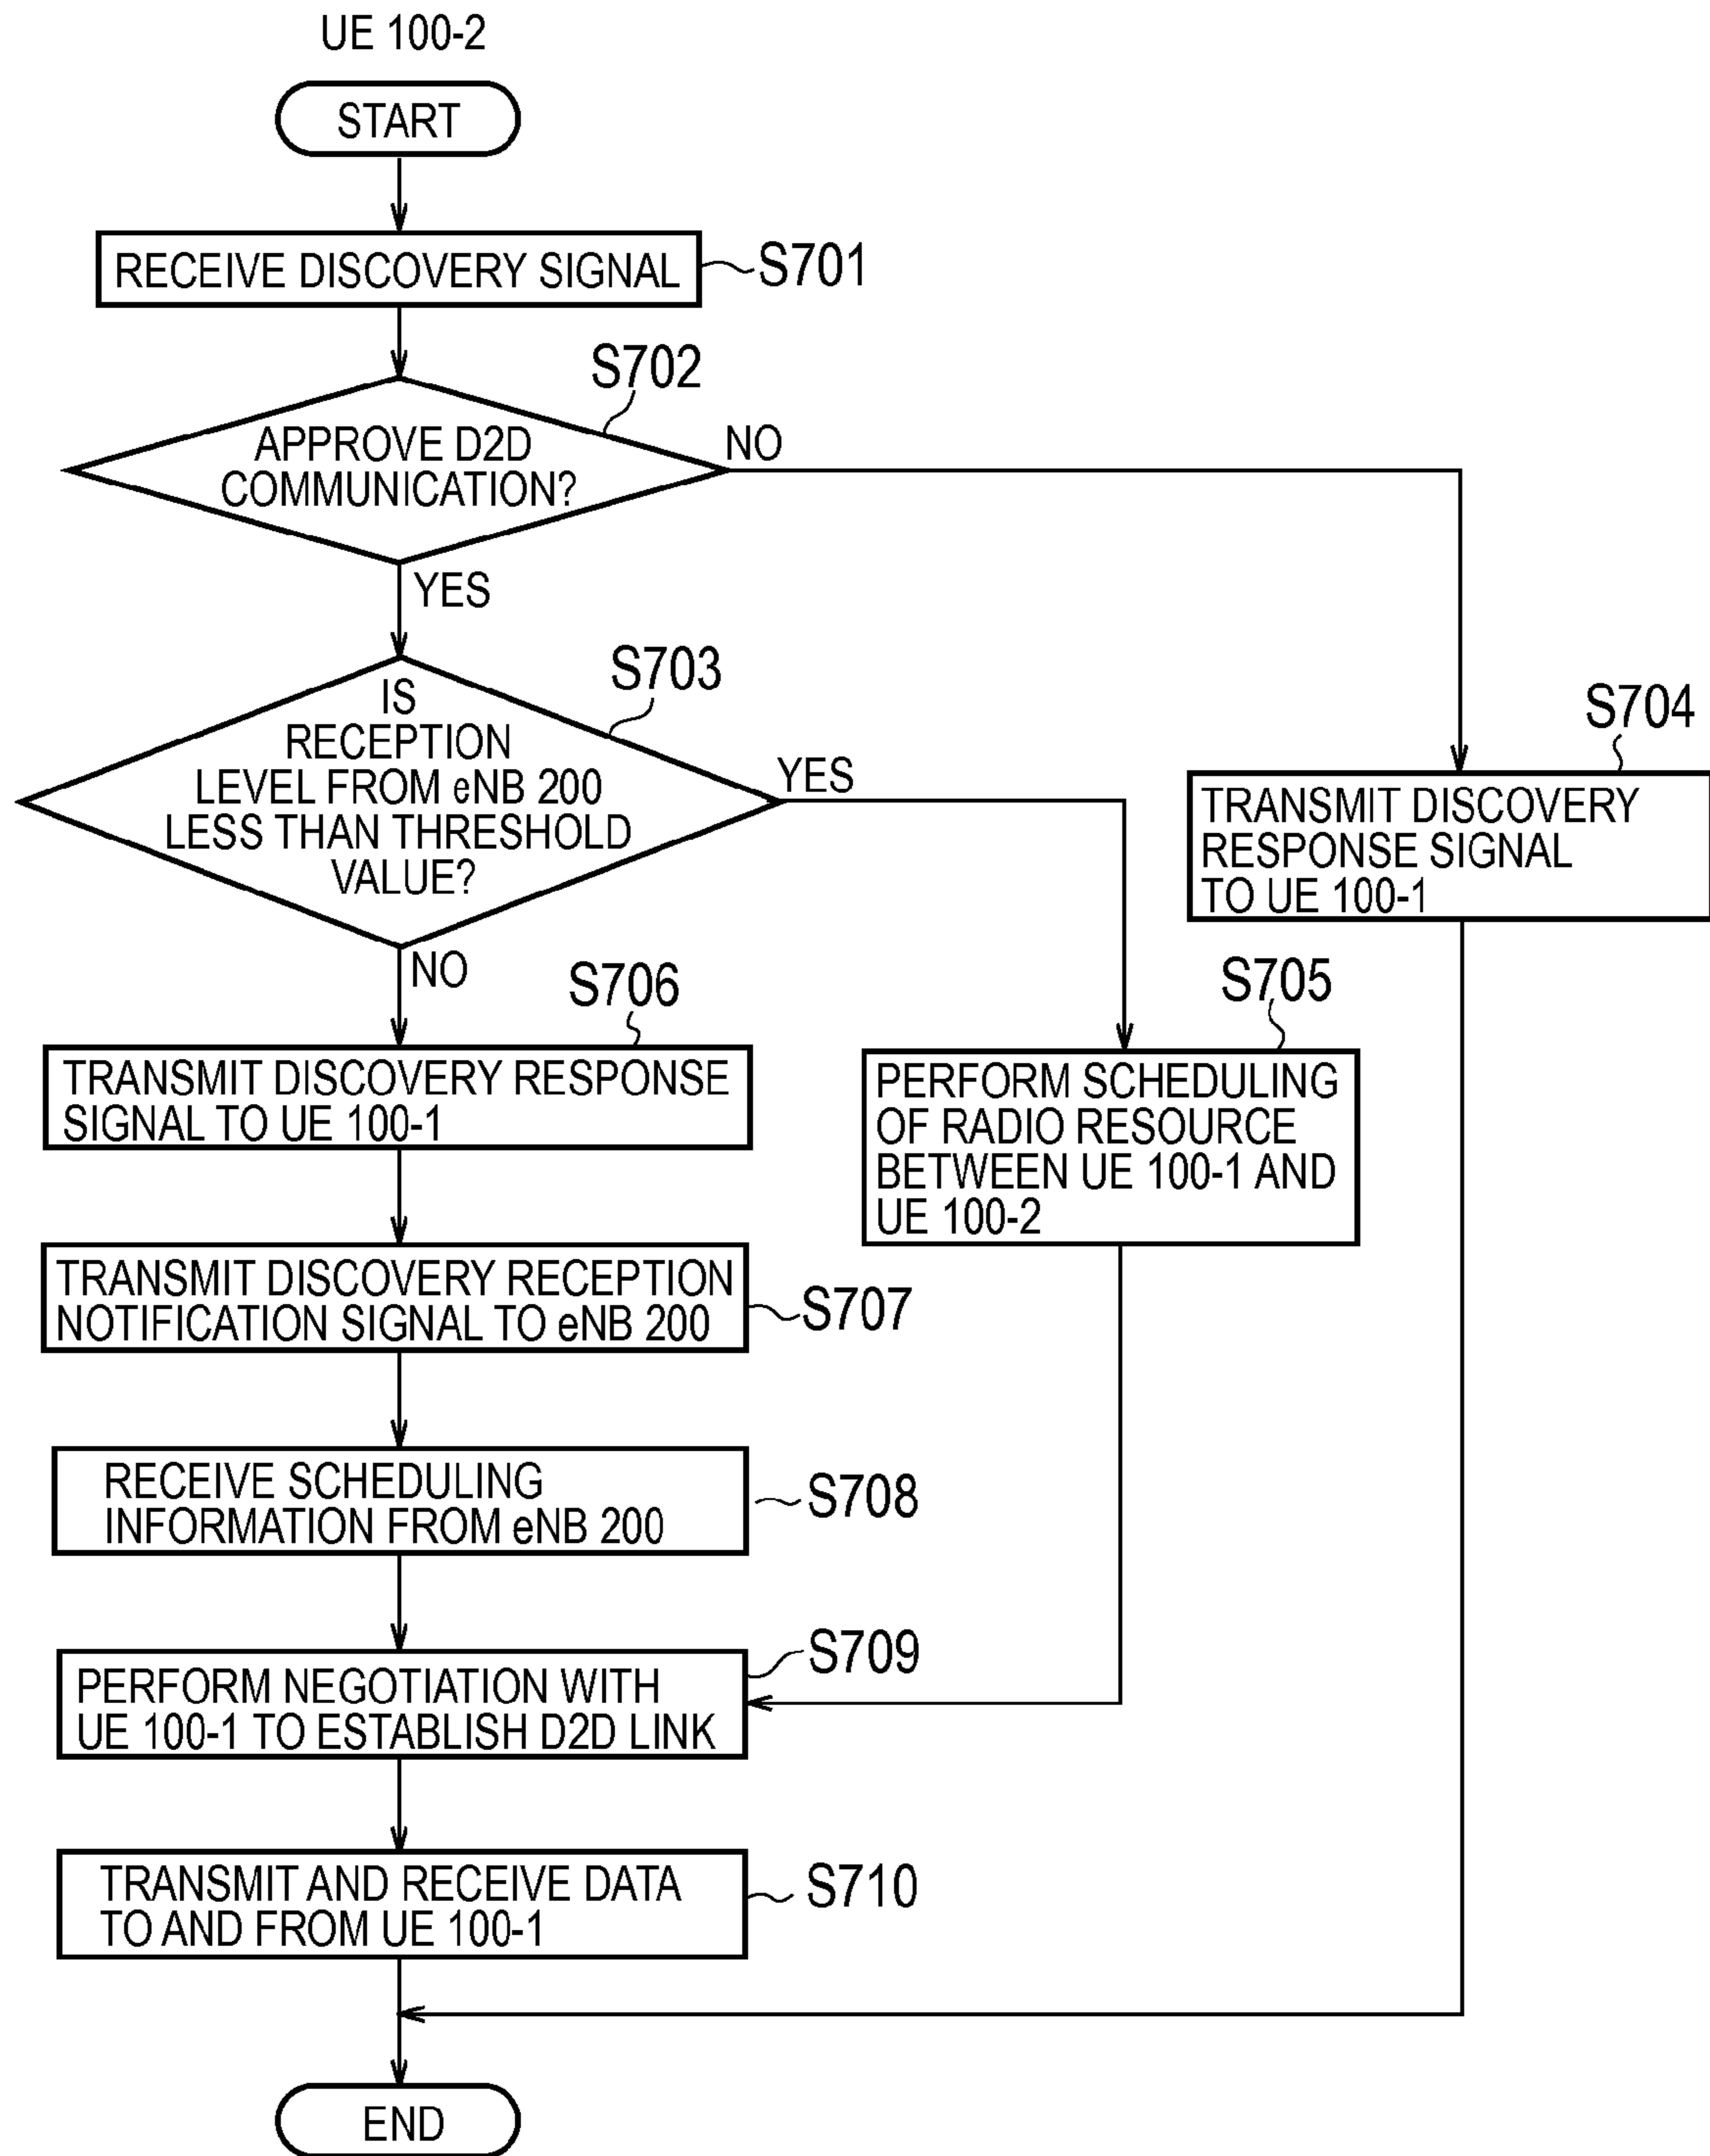 UE 100-2
START
RECEIVE DISCOVERY SIGNAL
S701
S702
APPROVE D2D
COMMUNICATION?
NO
YES
S703
IS
RECEPTION
LEVEL FROM eNB 200
LESS THAN THRESHOLD
VALUE?
YES
NO
S704
TRANSMIT DISCOVERY
RESPONSE SIGNAL
TO UE 100-1
S705
PERFORM SCHEDULING
OF RADIO RESOURCE
BETWEEN UE 100-1 AND
UE 100-2
S706
TRANSMIT DISCOVERY RESPONSE
SIGNAL TO UE 100-1
TRANSMIT DISCOVERY RECEPTION
NOTIFICATION SIGNAL TO eNB 200
S707
RECEIVE SCHEDULING
INFORMATION FROM eNB 200
S708
S709
PERFORM NEGOTIATION WITH
UE 100-1 TO ESTABLISH D2D LINK
TRANSMIT AND RECEIVE DATA
TO AND FROM UE 100-1
S710
END